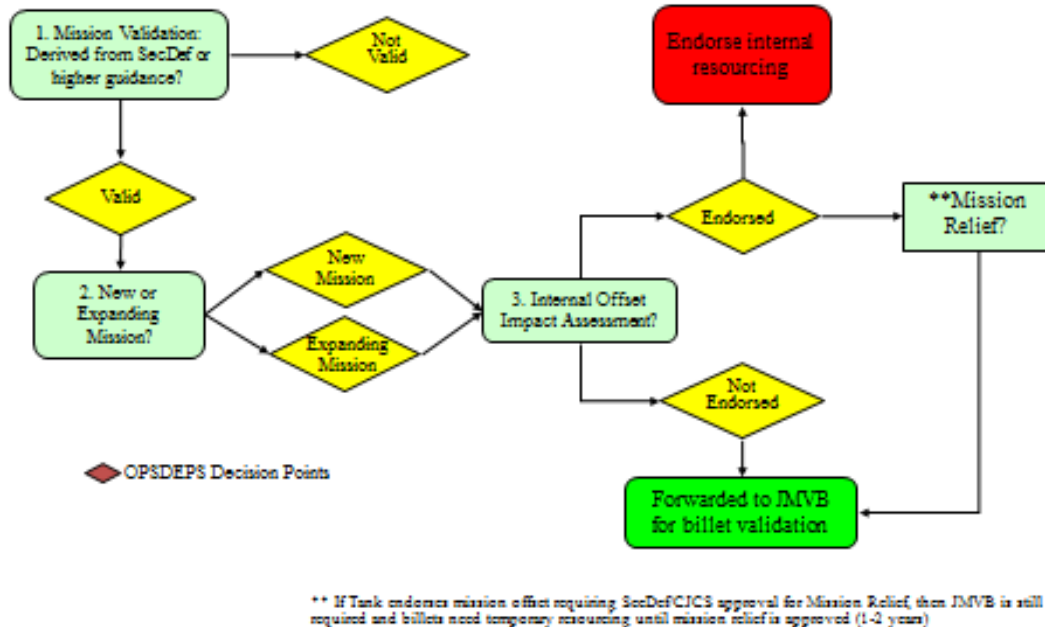 1. Mission Validation:
Derived from SecDef or
higher guidance?
Not
Valid
Endorse internal
resourcing
Valid
Endorsed
**Mission
Relief?
2. New or
Expanding
Mission?
New
Mission
Expanding
Mission
3. Internal Offset
Impact Assessment?
Not
Endorsed
OPSDEPS Decision Points
Forwarded to JMVB
for billet validation
** If Tank endorses mission offset requiring SecDef/CJCS approval for Mission Relief, then JMVB is still
required and billets need temporary resourcing until mission relief is approved (1-2 years)